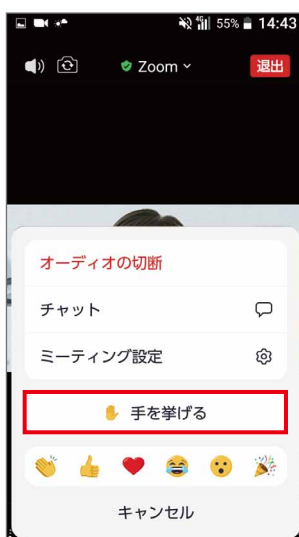 4G 55% 14:43
Zoom 退出
オーディオの切断
チャット
ミーティング設定
手を挙げる
キャンセル